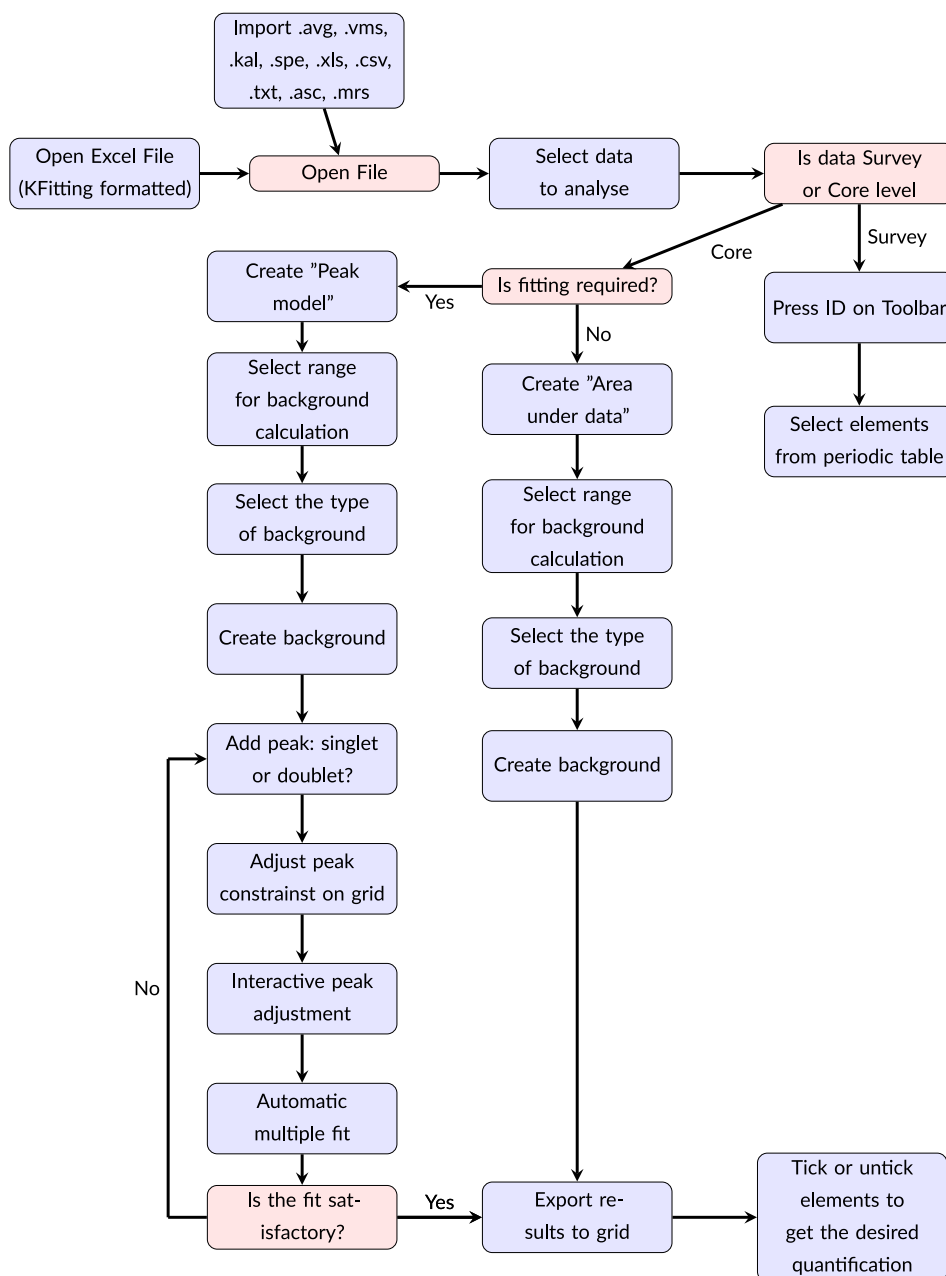 Import .avg, .vms,
.kal, .spe, .xls, .csv,
.txt, .asc, .mrs
Open Excel File
(KFitting formatted)
Open File
Select data
to analyse
Is data Survey
or Core level
Core
Survey
Create ”Peak
model”
Yes
Is fitting required?
Press ID on Toolbar
No
Select range
for background
calculation
Create ”Area
under data”
Select elements
from periodic table
Select the type
of background
Select range
for background
calculation
Create background
Select the type
of background
Add peak: singlet
or doublet?
Create background
Adjust peak
constrainst on grid
No
Interactive peak
adjustment
Automatic
multiple fit
Is the fit sat-
isfactory?
Yes
Export re-
sults to grid
Tick or untick
elements to
get the desired
quantification